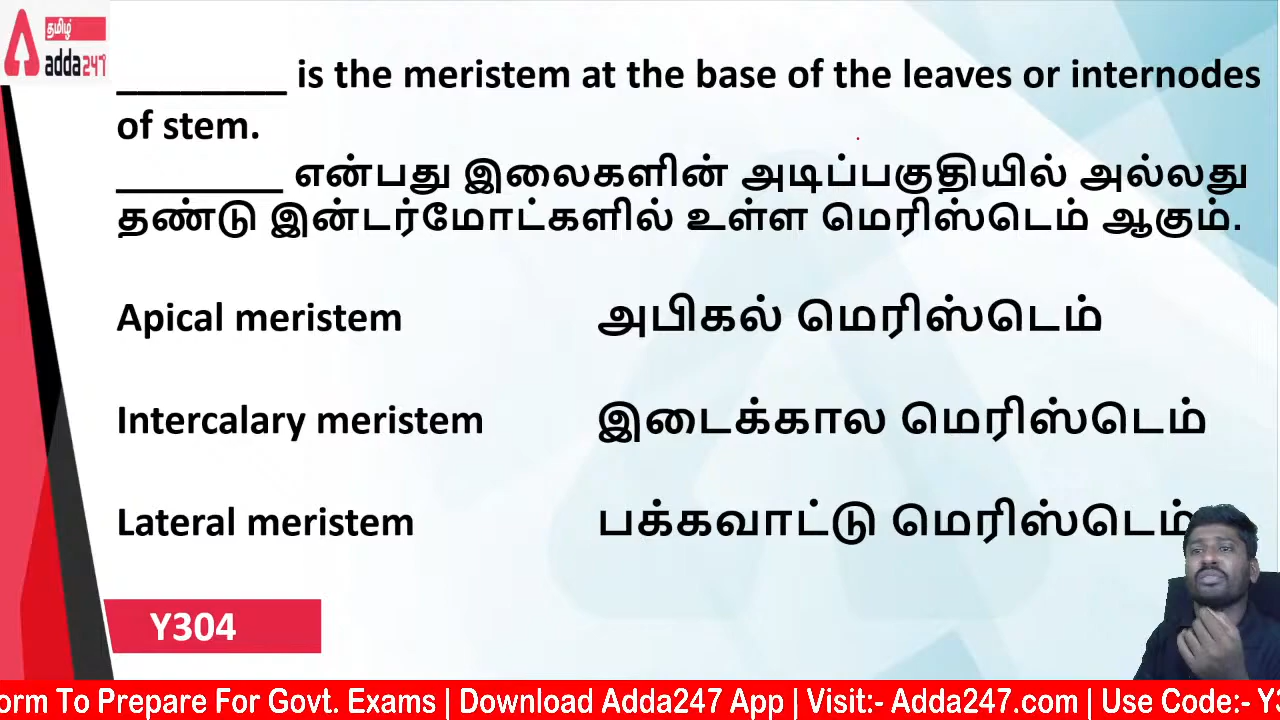 தமிழ்
adda247
________ is the meristem at the base of the leaves or internodes
of stem.
________ என்பது இலைகளின் அடிப்பகுதியில் அல்லது
தண்டு இன்டர்மோட்களில் உள்ள மெரிஸ்டெம் ஆகும்.
Apical meristem அபிகல் மெரிஸ்டெம்
Intercalary meristem இடைக்கால மெரிஸ்டெம்
Lateral meristem பக்கவாட்டு மெரிஸ்டெம்
Y304
orm To Prepare For Govt. Exams | Download Adda247 App | Visit:- Adda247.com | Use Code:- Y3